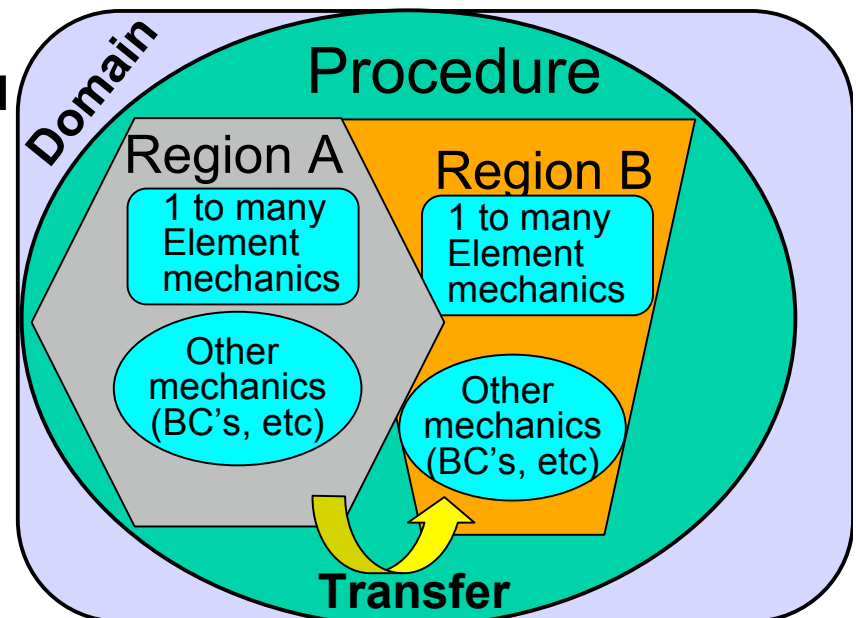 Domain
Procedure
Region A
1 to many
Element
mechanics
Other
mechanics
(BC’s, etc)
Region B
1 to many
Element
mechanics
Other
mechanics
(BC’s, etc)
Transfer